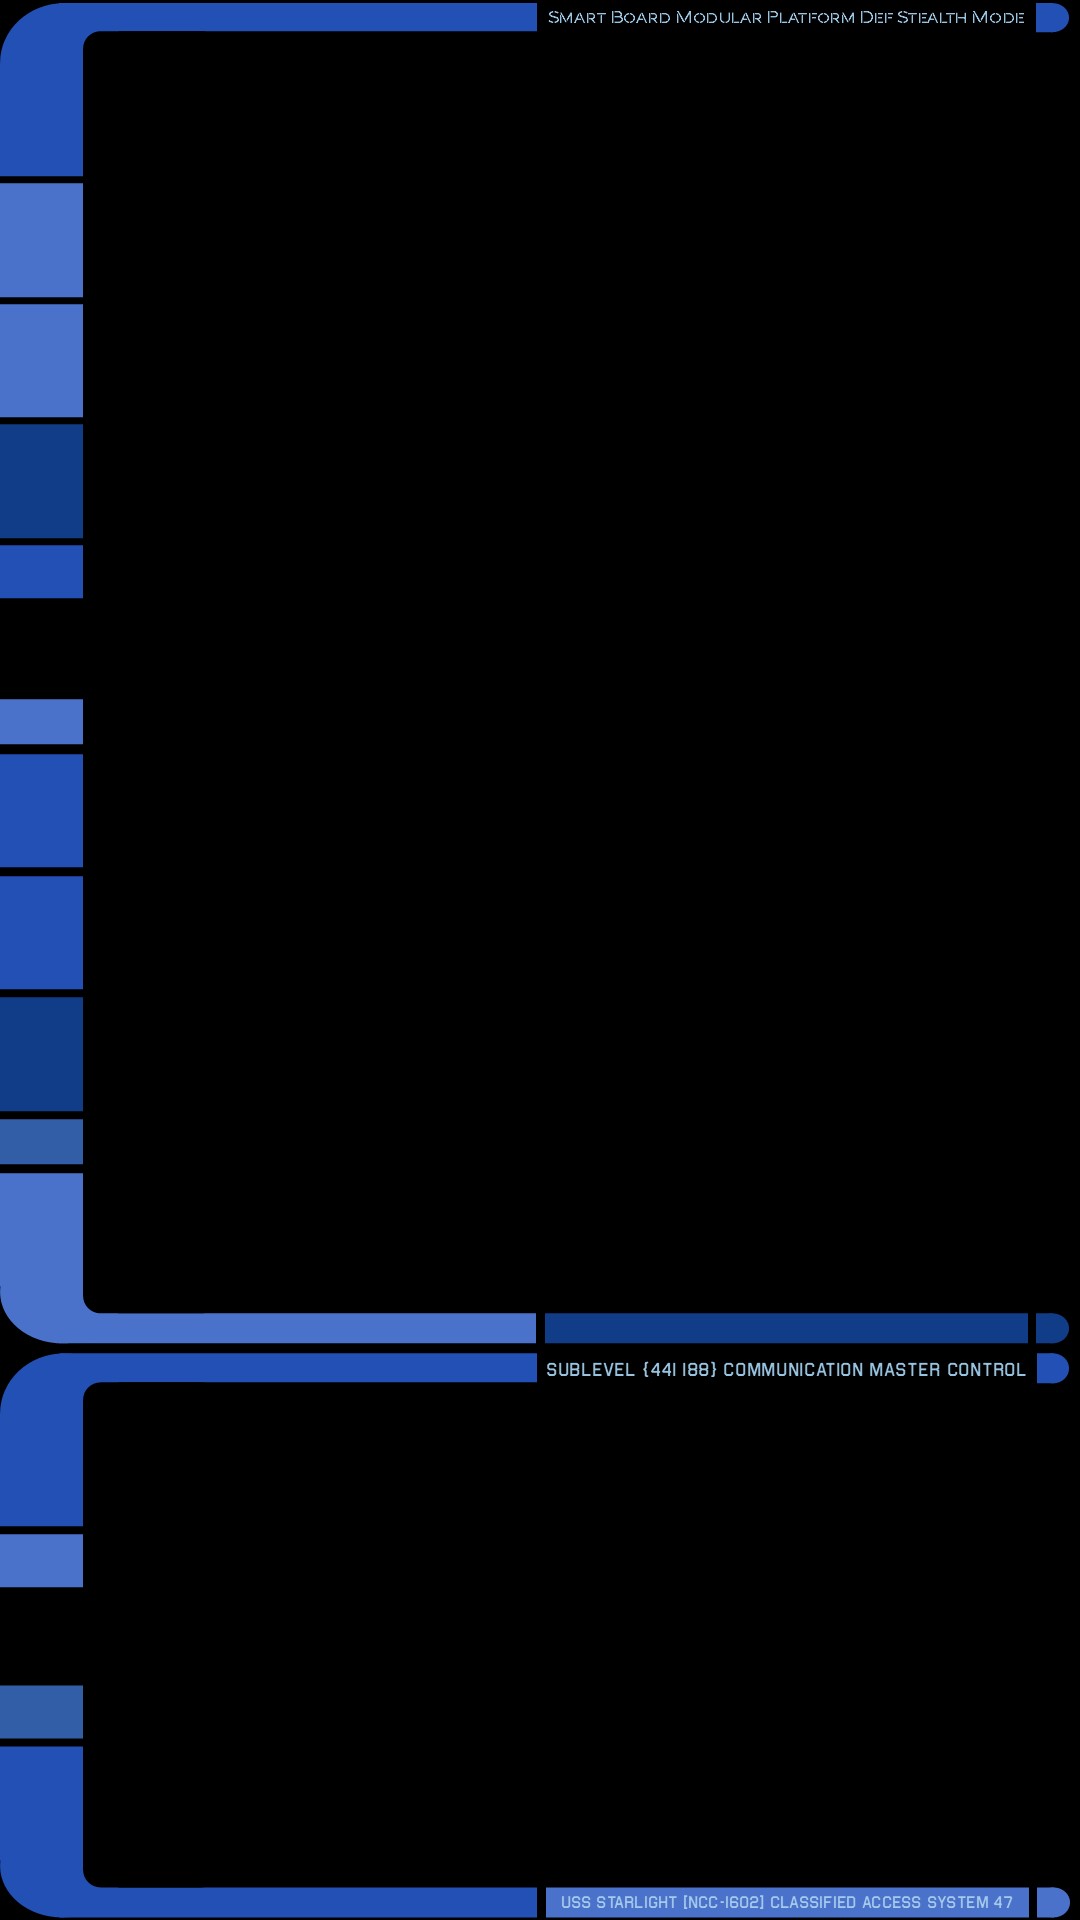 Smart Board Modular Platform Def Stealth Mode
SUBLEVEL {441 188} COMMUNICATION MASTER CONTROL
USS STARLIGHT [NCC-1602] CLASSIFIED ACCESS SYSTEM 47